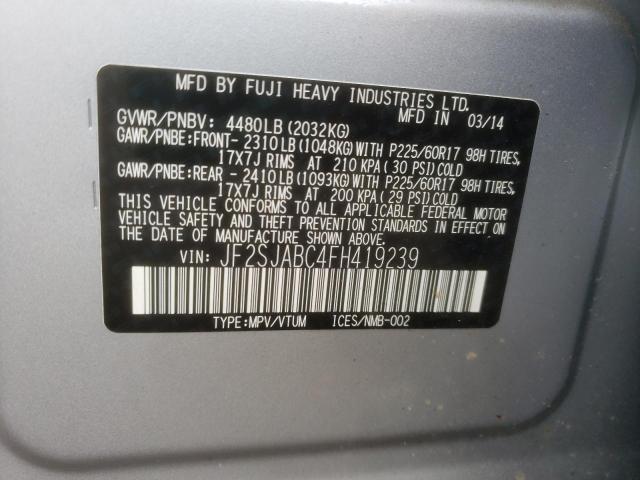 MFD BY FUJI HEAVY INDUSTRIES LTD.
MFD IN 03/14
GVWR/PNBV: 4480LB (2032KG)
GAWR/PNBE:FRONT- 2310LB (1048KG) WITH P225/60R17 98H TIRES,
17X7J RIMS AT 210 KPA ( 30 PSI) COLD
GAWR/PNBE:REAR - 2410LB (1093KG) WITH P225/60R17 98H TIRES,
17X7J RIMS AT 200 KPA ( 29 PSI) COLD
THIS VEHICLE CONFORMS TO ALL APPLICABLE FEDERAL MOTOR
VEHICLE SAFETY AND THEFT PREVENTION STANDARDS IN EFFECT ON
THE DATE OF MANUFACTURE SHOWN ABOVE.
VIN: JF2SJABC4FH419239
TYPE:MPV/VTUM ICES/NMB-002